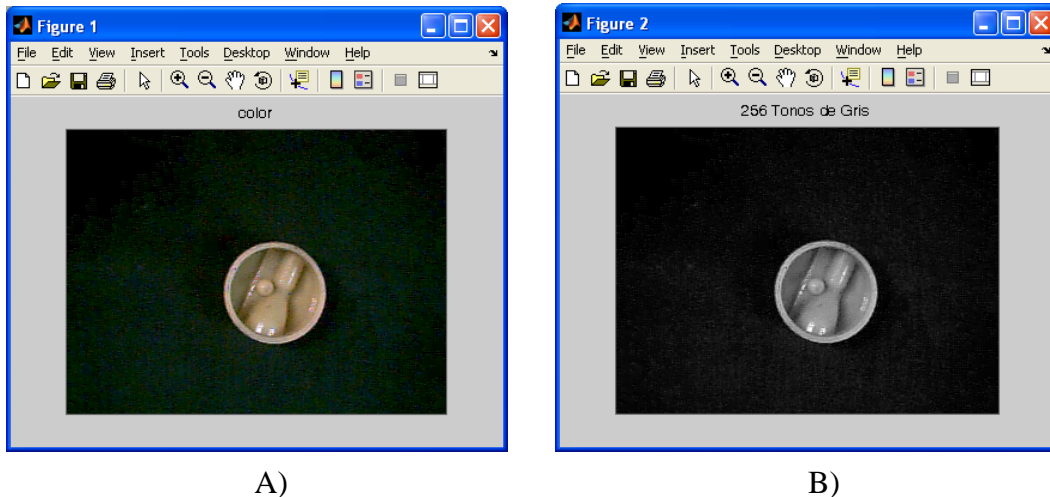 Figure 1
File Edit View Insert Tools Desktop Window Help
color
A)
Figure 2
File Edit View Insert Tools Desktop Window Help
256 Tonos de Gris
B)